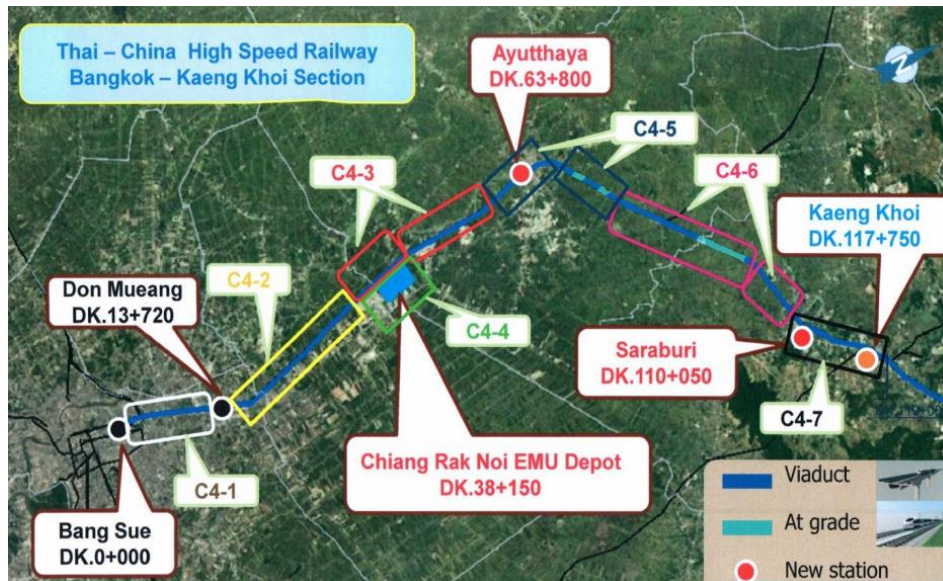 Thai – China High Speed Railway
Bangkok – Kaeng Khoi Section
Ayutthaya
DK.63+800
N
C4-5
C4-3
C4-6
Kaeng Khoi
DK.117+750
C4-2
Don Mueang
DK.13+720
C4-4
Saraburi
DK.110+050
C4-7
Chiang Rak Noi EMU Depot
DK.38+150
C4-1
Bang Sue
DK.0+000
Viaduct
At grade
New station